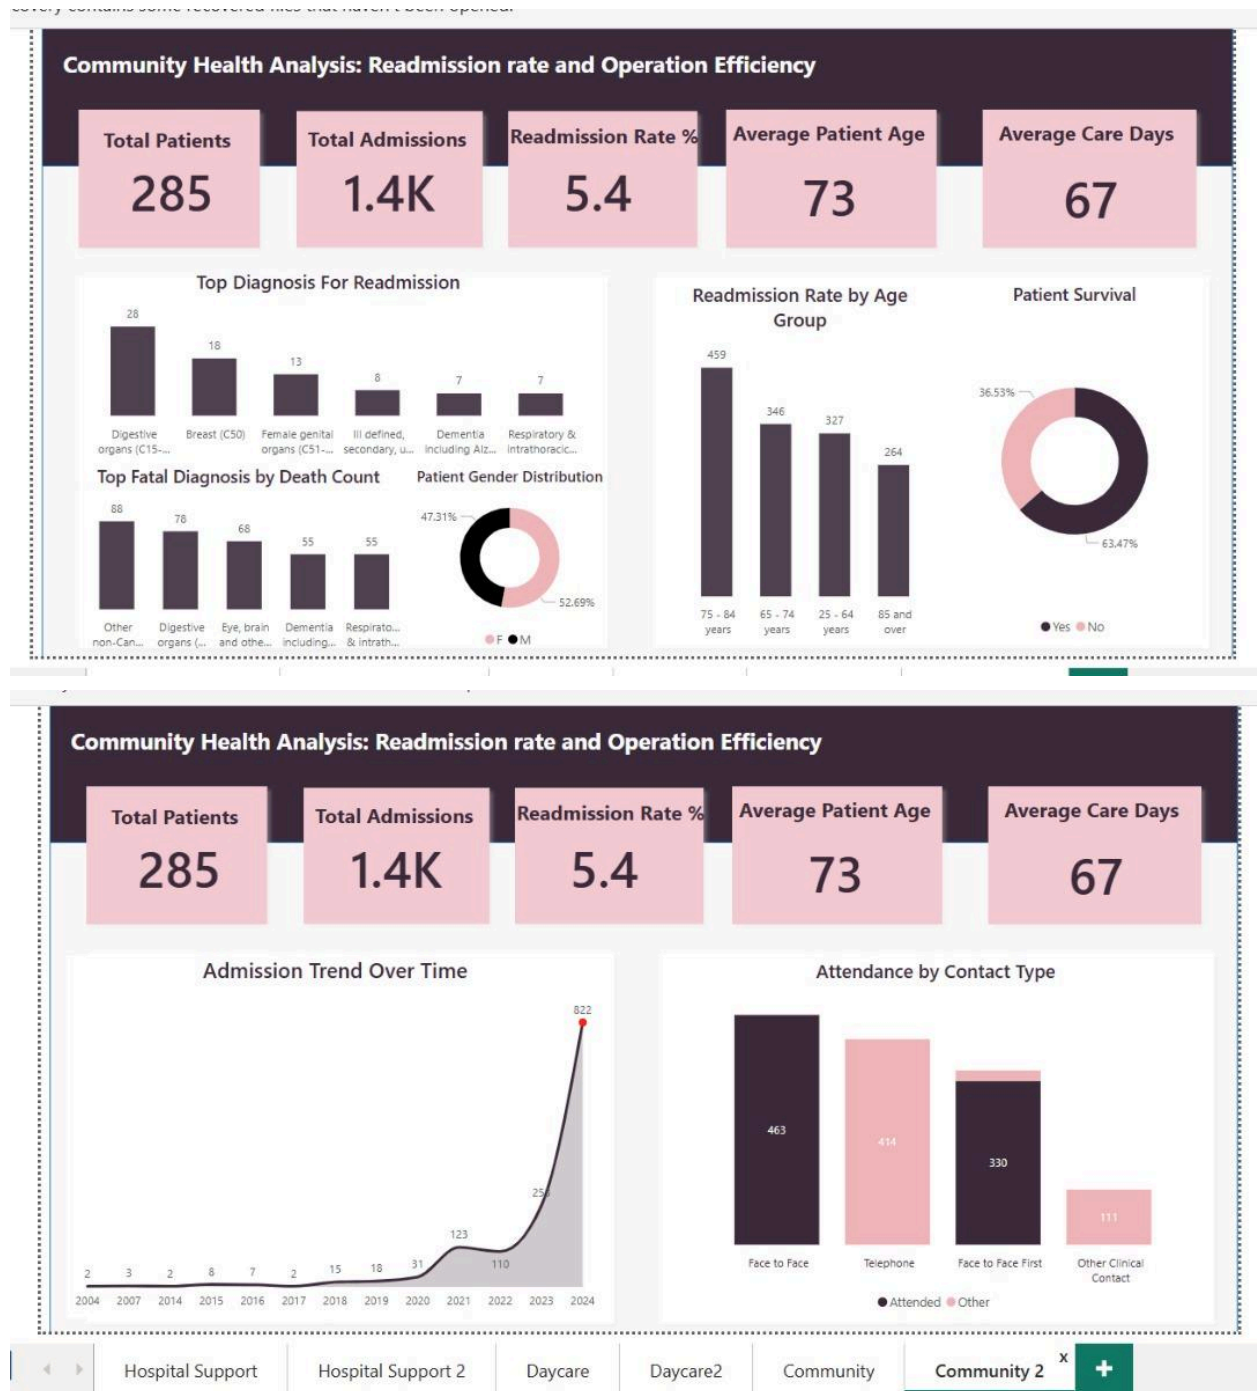 Community Health Analysis: Readmission rate and Operation Efficiency
Total Patients
285
Total Admissions
1.4K
Readmission Rate %
5.4
Average Patient Age
73
Average Care Days
67
Top Diagnosis For Readmission
28
18
13
8
7
7
Digestive
organs (C15-...
Breast (C50)
Female genital
organs (C51-...
Ill defined,
secondary, u...
Dementia
including Alz...
Respiratory &
intrathoracic...
Top Fatal Diagnosis by Death Count
88
78
68
55
55
Other
non-Can...
Digestive
organs (...
Eye, brain
and othe...
Dementia
including...
Respirato...
& intrath...
Patient Gender Distribution
47.31%
52.69%
F M
Readmission Rate by Age
Group
459
346
327
264
75 - 84
years
65 - 74
years
25 - 64
years
85 and
over
Patient Survival
36.53%
63.47%
Yes No
Community Health Analysis: Readmission rate and Operation Efficiency
Total Patients
285
Total Admissions
1.4K
Readmission Rate %
5.4
Average Patient Age
73
Average Care Days
67
Admission Trend Over Time
822
123
110
31
18
15
2
7
8
2
3
2
2004 2007 2014 2015 2016 2017 2018 2019 2020 2021 2022 2023 2024
Attendance by Contact Type
463
414
330
111
Face to Face
Telephone
Face to Face First
Other Clinical
Contact
Attended Other
Hospital Support
Hospital Support 2
Daycare
Daycare2
Community
Community 2
x
+